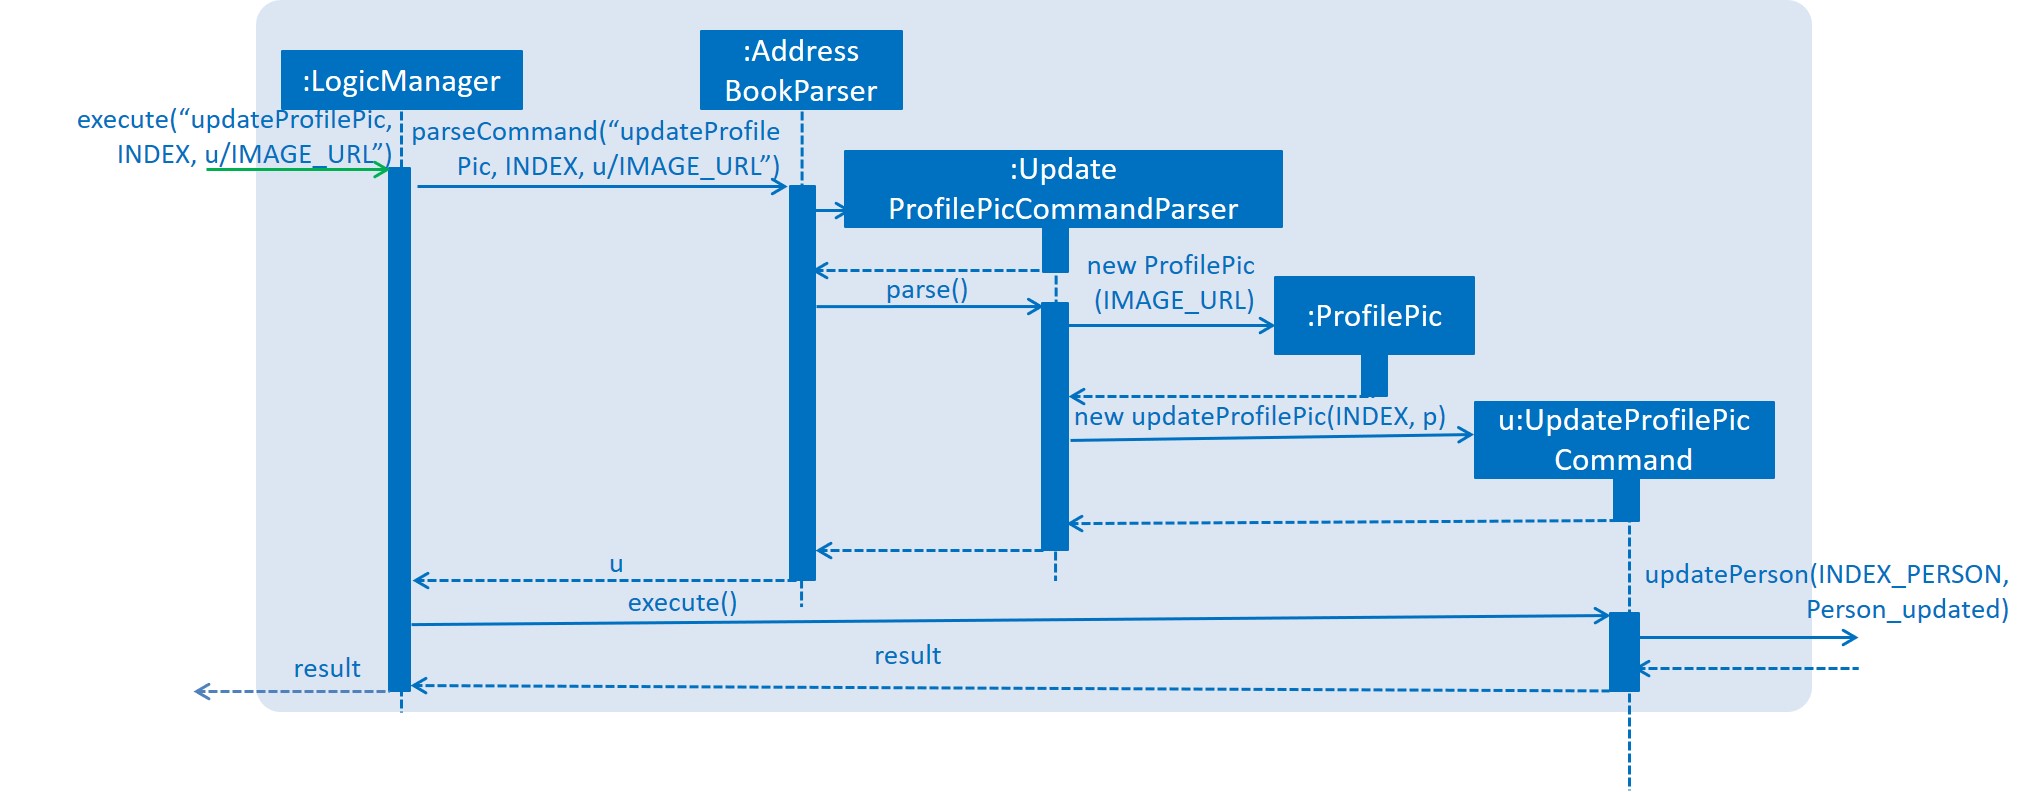 :LogicManager
:Address
BookParser
execute(“updateProfilePic,
INDEX, u/IMAGE_URL”)
parseCommand(“updateProfile
Pic, INDEX, u/IMAGE_URL”)
:Update
ProfilePicCommandParser
new ProfilePic
(IMAGE_URL)
parse()
:ProfilePic
new updateProfilePic(INDEX, p)
u:UpdateProfilePic
Command
u
execute()
updatePerson(INDEX_PERSON,
Person_updated)
result
result